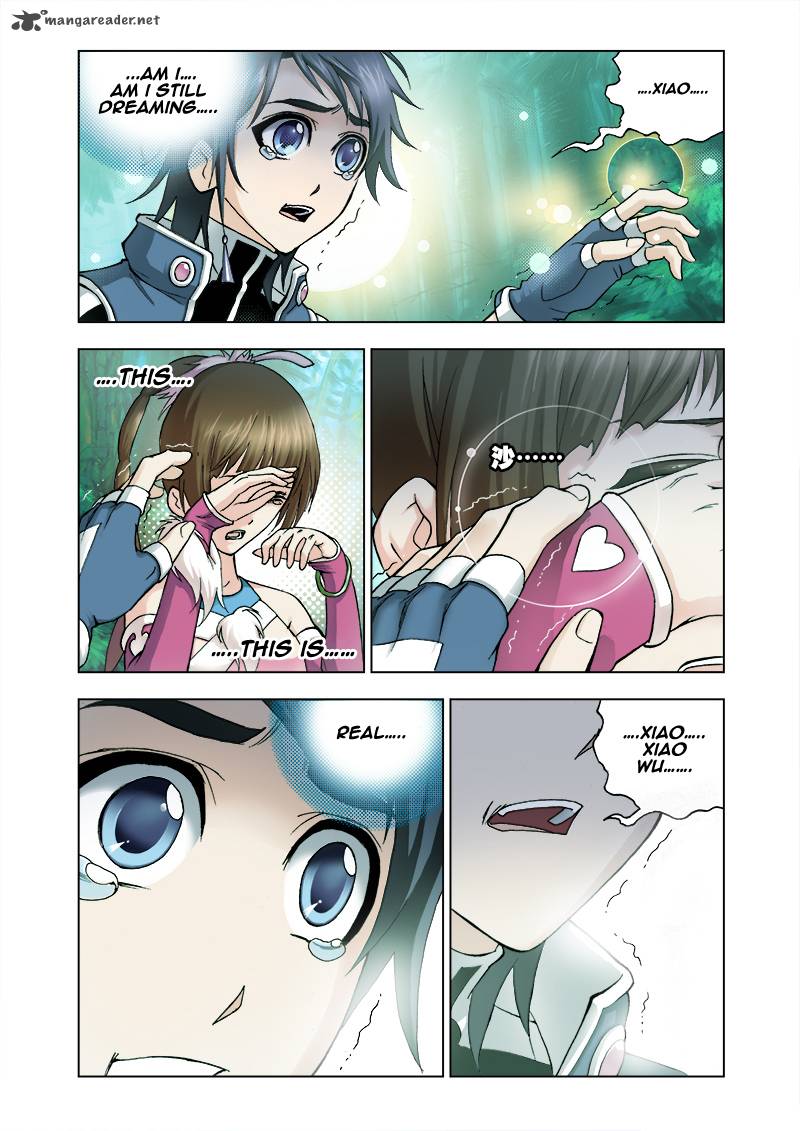 mangareader.net
...AM I....
AM I STILL
DREAMING.....
....XIAO.....
....THIS....
.....THIS IS......
沙......
REAL.....
....XIAO.....
XIAO
WU.......